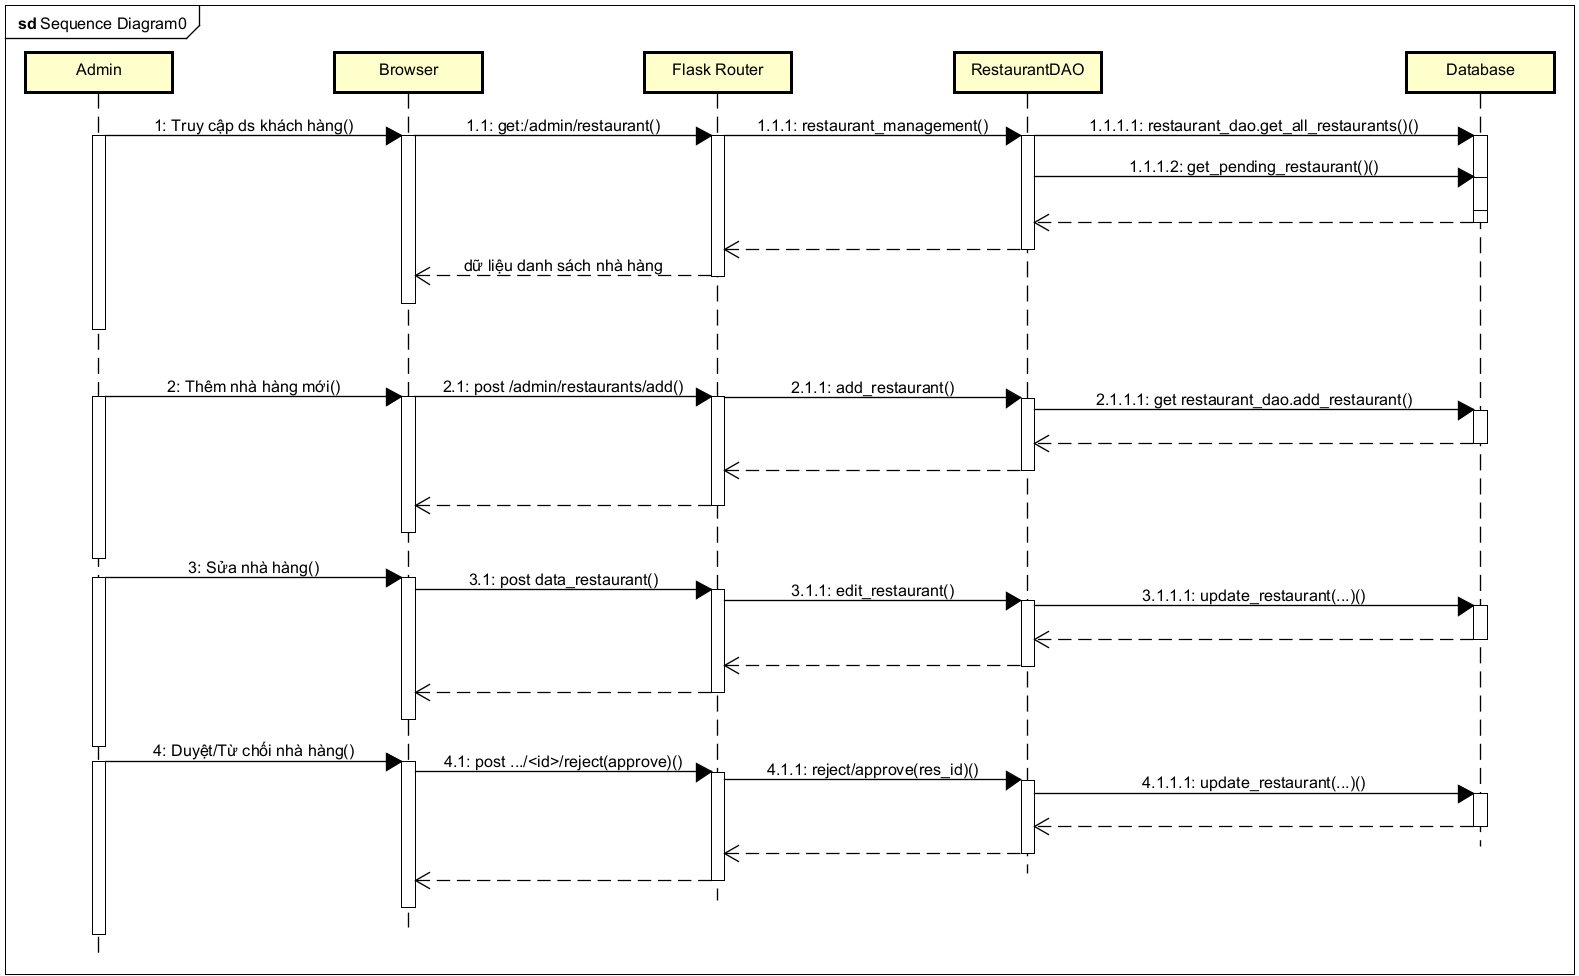 sd Sequence Diagram0
Admin
Browser
Flask Router
RestaurantDAO
Database
1: Truy cập ds khách hàng()
1.1: get:/admin/restaurant()
1.1.1: restaurant_management()
1.1.1.1: restaurant_dao.get_all_restaurants()()
1.1.1.2: get_pending_restaurant()()
dữ liệu danh sách nhà hàng
2: Thêm nhà hàng mới()
2.1: post /admin/restaurants/add()
2.1.1: add_restaurant()
2.1.1.1: get restaurant_dao.add_restaurant()
3: Sửa nhà hàng()
3.1: post data_restaurant()
3.1.1: edit_restaurant()
3.1.1.1: update_restaurant(...)()
4: Duyệt/Từ chối nhà hàng()
4.1: post .../<id>/reject(approve)()
4.1.1: reject/approve(res_id)()
4.1.1.1: update_restaurant(...)()